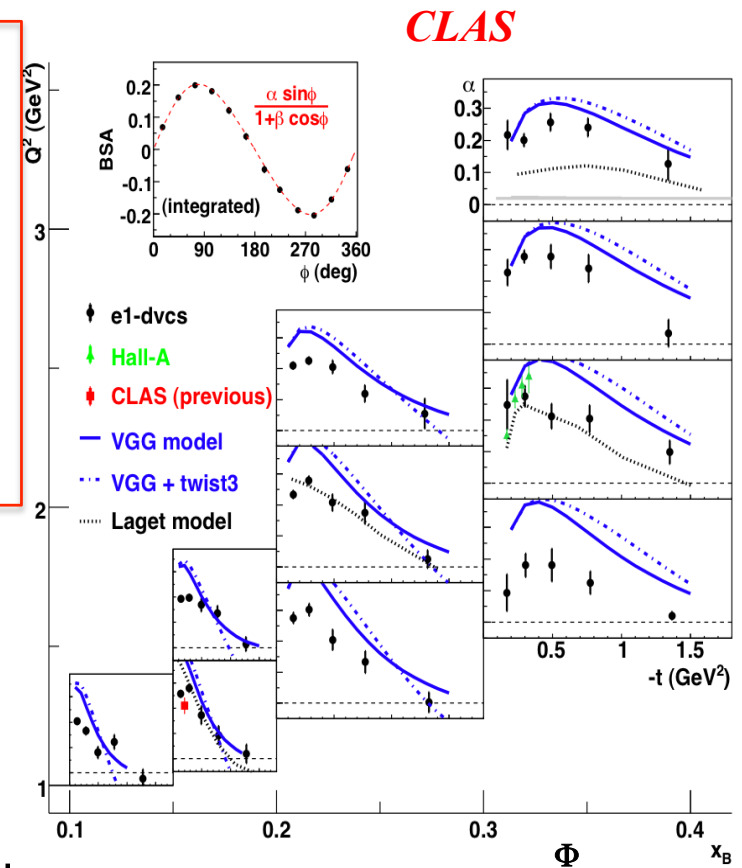 CLAS
Q² (GeV²)
3
2
1
0.1
0.2
0.3
0.4
x_B
Φ
BSA
0.2
0.1
0
-0.1
-0.2
α sinϕ
1+β cosϕ
(integrated)
0 90 180 270 360
ϕ (deg)
e1-dvcs
Hall-A
CLAS (previous)
VGG model
VGG + twist3
Laget model
α
0.3
0.2
0.1
0
0.5 1 1.5
-t (GeV²)